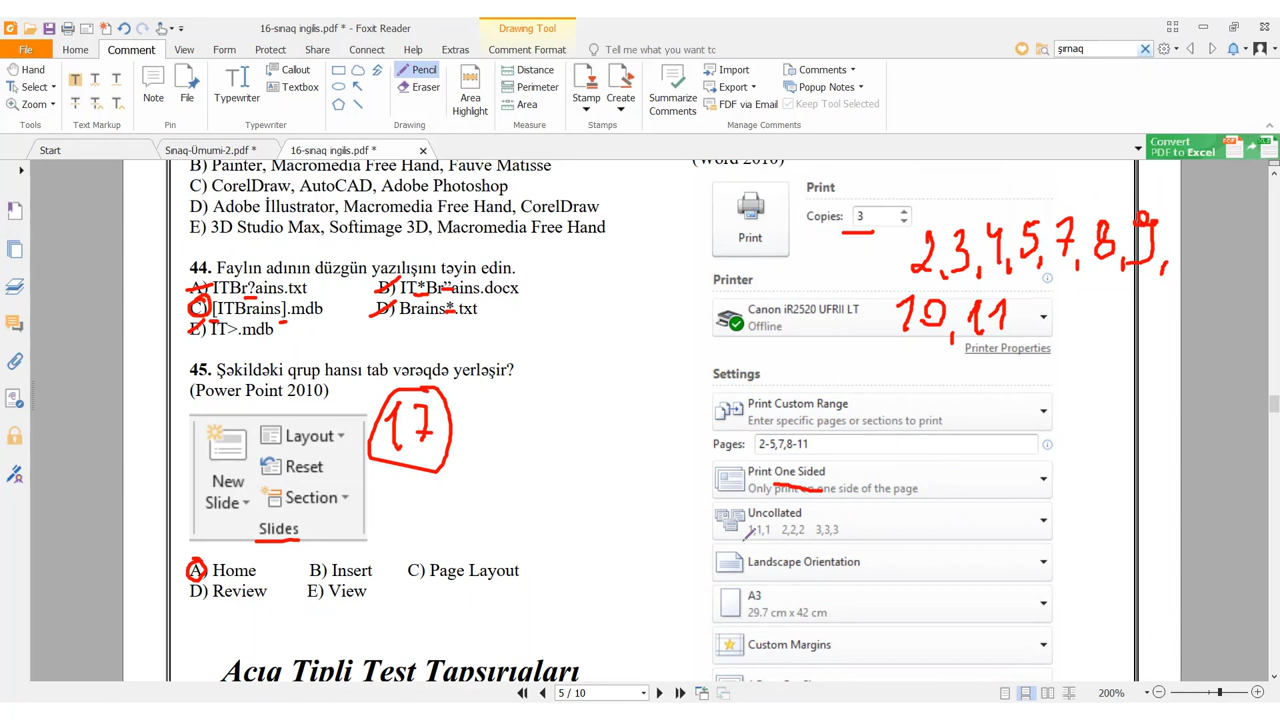 16-sınaq ingilis.pdf * - Foxit Reader
Drawing Tool
File Home Comment View Form Protect Share Connect Help Extras Comment Format Tell me what you want to do
şırnaq
Hand
Select
Zoom
Tools
Text Markup
Note
File
Pin
Typewriter
Callout
Textbox
Typewriter
Pencil
Eraser
Drawing
Area Highlight
Distance
Perimeter
Area
Measure
Stamp
Create
Stamps
Summarize Comments
Import
Export
FDF via Email
Comments
Popup Notes
Keep Tool Selected
Manage Comments
Start
Sınaq-Ümumi-2.pdf *
16-sınaq ingilis.pdf *
Convert PDF to Excel
B) Painter, Macromedia Free Hand, Fauve Matisse
C) CorelDraw, AutoCAD, Adobe Photoshop
D) Adobe İllustrator, Macromedia Free Hand, CorelDraw
E) 3D Studio Max, Softimage 3D, Macromedia Free Hand
44. Faylın adının düzgün yazılışını təyin edin.
A) ITBr?ains.txt B) IT*Br”ains.docx
C) [ITBrains].mdb D) Brains*.txt
E) IT>.mdb
45. Şəkildəki qrup hansı tab vərəqdə yerləşir?
(Power Point 2010)
17
New Slide
Layout
Reset
Section
Slides
A) Home B) Insert C) Page Layout
D) Review E) View
Açıq Tipli Test Tapşırıqları
(Word 2010)
Print
Print
Copies: 3
2,3,4,5,7,8,9,
10,11
Printer
Canon iR2520 UFRII LT
Offline
Printer Properties
Settings
Print Custom Range
Enter specific pages or sections to print
Pages: 2-5,7,8-11
Print One Sided
Only print on one side of the page
Uncollated
1,1,1 2,2,2 3,3,3
Landscape Orientation
A3
29.7 cm x 42 cm
Custom Margins
5 / 10
200%